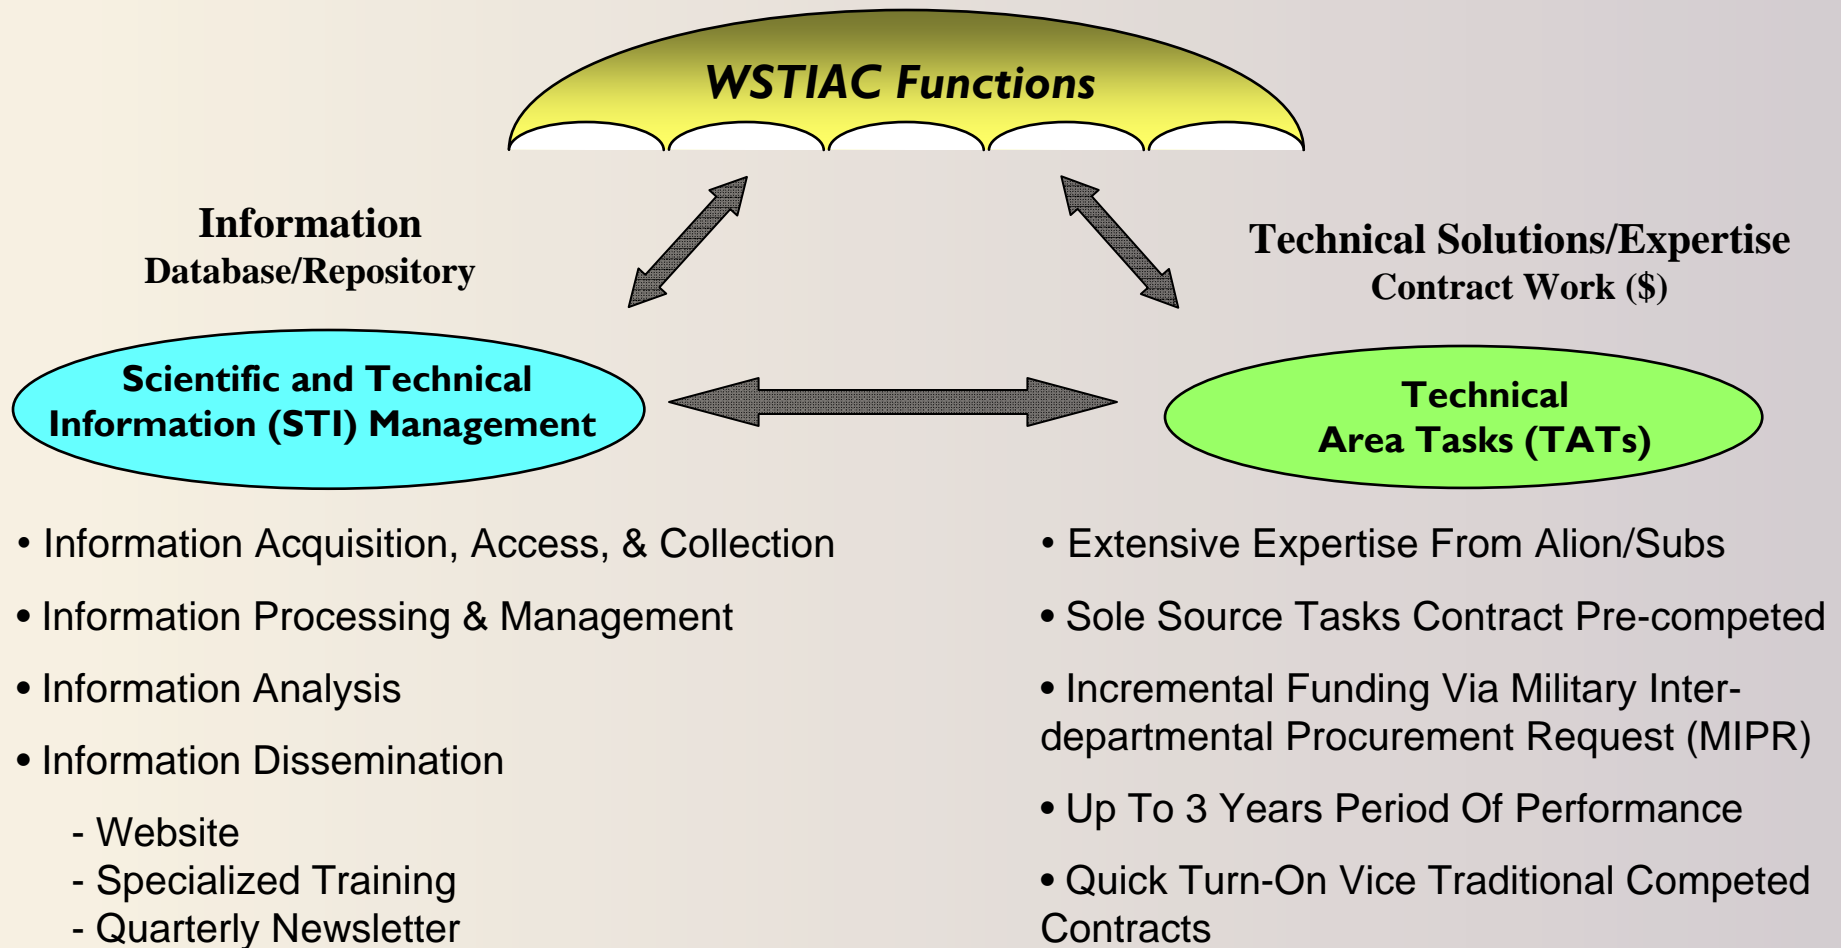 WSTIAC Functions
Information
Database/Repository
Technical Solutions/Expertise
Contract Work ($)
Scientific and Technical
Information (STI) Management
Technical
Area Tasks (TATs)
• Information Acquisition, Access, & Collection
• Information Processing & Management
• Information Analysis
• Information Dissemination
- Website
- Specialized Training
- Quarterly Newsletter
• Extensive Expertise From Alion/Subs
• Sole Source Tasks Contract Pre-competed
• Incremental Funding Via Military Inter-
departmental Procurement Request (MIPR)
• Up To 3 Years Period Of Performance
• Quick Turn-On Vice Traditional Competed
Contracts